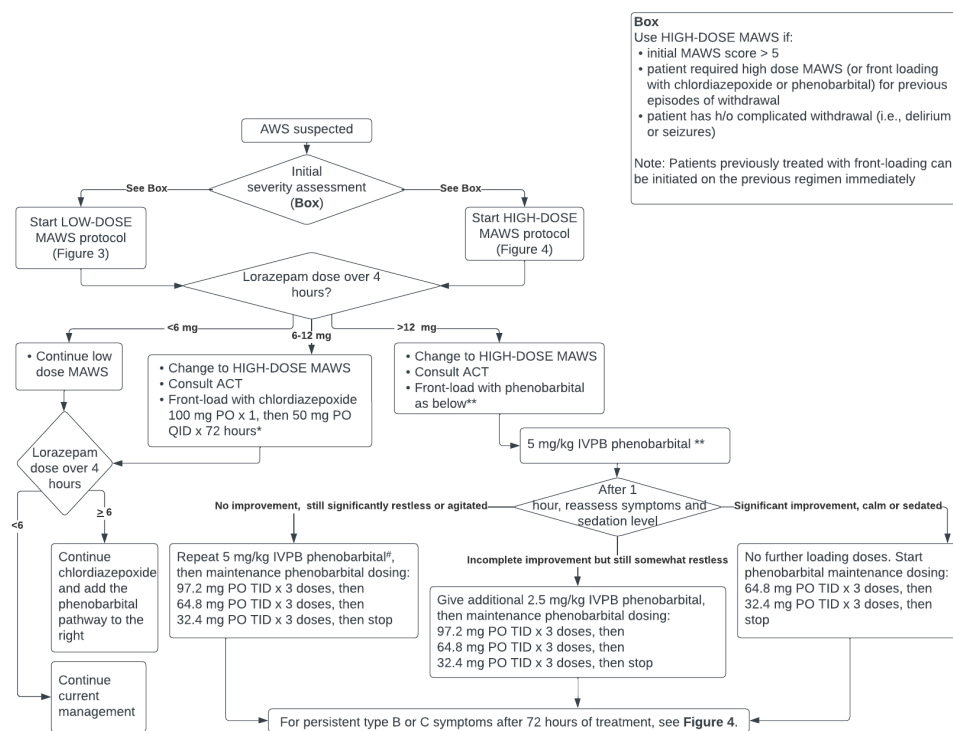 Box
Use HIGH-DOSE MAWS if:
• initial MAWS score > 5
• patient required high dose MAWS (or front loading
with chlordiazepoxide or phenobarbital) for previous
episodes of withdrawal
• patient has h/o complicated withdrawal (i.e., delirium
or seizures)
Note: Patients previously treated with front-loading can
be initiated on the previous regimen immediately
AWS suspected
Initial
severity assessment
(Box)
See Box
See Box
Start LOW-DOSE
MAWS protocol
(Figure 3)
Start HIGH-DOSE
MAWS protocol
(Figure 4)
Lorazepam dose over 4
hours?
<6 mg
6-12 mg
>12 mg
• Continue low
dose MAWS
• Change to HIGH-DOSE MAWS
• Consult ACT
• Front-load with chlordiazepoxide
100 mg PO x 1, then 50 mg PO
QID x 72 hours*
• Change to HIGH-DOSE MAWS
• Consult ACT
• Front-load with phenobarbital
as below**
5 mg/kg IVPB phenobarbital **
Lorazepam
dose over 4
hours
<6
≥ 6
After 1
hour, reassess symptoms and
sedation level
No improvement, still significantly restless or agitated
Incomplete improvement but still somewhat restless
Significant improvement, calm or sedated
Continue
chlordiazepoxide
and add the
phenobarbital
pathway to the
right
Repeat 5 mg/kg IVPB phenobarbital#,
then maintenance phenobarbital dosing:
97.2 mg PO TID x 3 doses, then
64.8 mg PO TID x 3 doses, then
32.4 mg PO TID x 3 doses, then stop
Give additional 2.5 mg/kg IVPB phenobarbital,
then maintenance phenobarbital dosing:
97.2 mg PO TID x 3 doses, then
64.8 mg PO TID x 3 doses, then
32.4 mg PO TID x 3 doses, then stop
No further loading doses. Start
phenobarbital maintenance dosing:
64.8 mg PO TID x 3 doses, then
32.4 mg PO TID x 3 doses, then
stop
Continue
current
management
For persistent type B or C symptoms after 72 hours of treatment, see Figure 4.